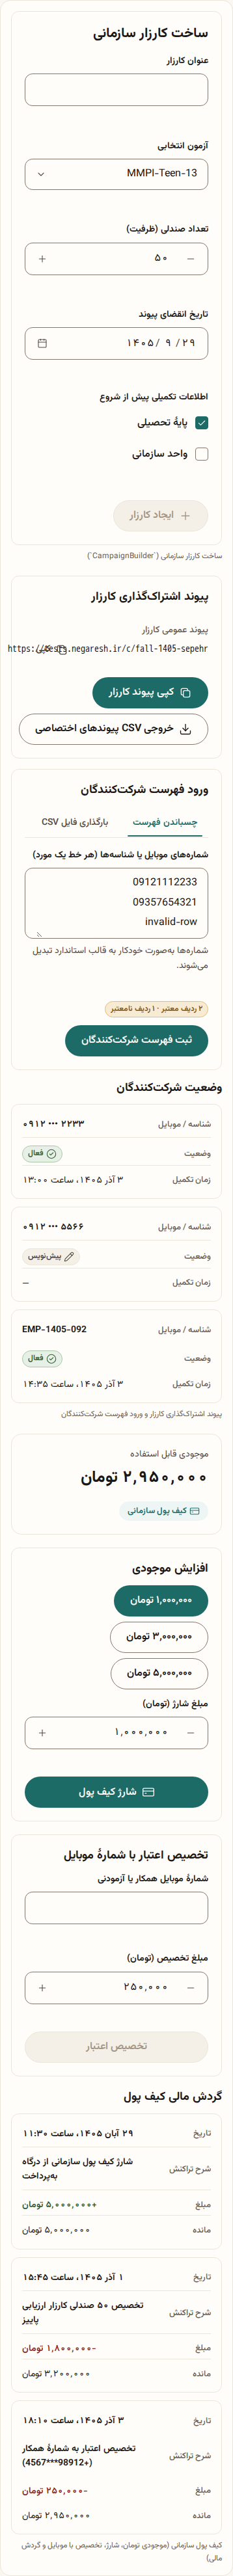 ساخت کارزار سازمانی
عنوان کارزار
آزمون انتخابی
MMPI-Teen-13
تعداد صندلی (ظرفیت)
۵۰
تاریخ انقضای پیوند
۱۴۰۵/ ۹ /۲۹
اطلاعات تکمیلی پیش از شروع
پایهٔ تحصیلی
واحد سازمانی
ایجاد کارزار
ساخت کارزار سازمانی (`CampaignBuilder`)
پیوند اشتراک‌گذاری کارزار
پیوند عمومی کارزار
negaresh.ir/c/fall-1405-sepehr
کپی پیوند کارزار
خروجی CSV پیوندهای اختصاصی
ورود فهرست شرکت‌کنندگان
چسباندن فهرست
بارگذاری فایل CSV
شماره‌های موبایل یا شناسه‌ها (هر خط یک مورد)
09121112233
09357654321
invalid-row
شماره‌ها به‌صورت خودکار به قالب استاندارد تبدیل
می‌شوند.
۲ ردیف معتبر · ۱ ردیف نامعتبر
ثبت فهرست شرکت‌کنندگان
وضعیت شرکت‌کنندگان
شناسه / موبایل
۰۹۱۲ ••• ۲۲۳۳
وضعیت
فعال
زمان تکمیل
۳ آذر ۱۴۰۵، ساعت ۱۳:۰۰
شناسه / موبایل
۰۹۱۲ ••• ۵۵۶۶
وضعیت
پیش‌نویس
زمان تکمیل
—
شناسه / موبایل
EMP-1405-092
وضعیت
فعال
زمان تکمیل
۳ آذر ۱۴۰۵، ساعت ۱۴:۳۵
پیوند اشتراک‌گذاری کارزار و ورود فهرست شرکت‌کنندگان
موجودی قابل استفاده
۲,۹۵۰,۰۰۰ تومان
کیف پول سازمانی
افزایش موجودی
۱,۰۰۰,۰۰۰ تومان
۳,۰۰۰,۰۰۰ تومان
۵,۰۰۰,۰۰۰ تومان
مبلغ شارژ (تومان)
۱,۰۰۰,۰۰۰
شارژ کیف پول
تخصیص اعتبار با شمارهٔ موبایل
شمارهٔ موبایل همکار یا آزمودنی
مبلغ تخصیص (تومان)
۲۵۰,۰۰۰
تخصیص اعتبار
گردش مالی کیف پول
تاریخ
۲۹ آبان ۱۴۰۵، ساعت ۱۱:۳۰
شرح تراکنش
شارژ کیف پول سازمانی از درگاه
به‌پرداخت
مبلغ
+۵,۰۰۰,۰۰۰ تومان
مانده
۵,۰۰۰,۰۰۰ تومان
تاریخ
۱ آذر ۱۴۰۵، ساعت ۱۵:۴۵
شرح تراکنش
تخصیص ۵۰ صندلی کارزار ارزیابی
پاییز
مبلغ
-۱,۸۰۰,۰۰۰ تومان
مانده
۳,۲۰۰,۰۰۰ تومان
تاریخ
۳ آذر ۱۴۰۵، ساعت ۱۸:۱۰
شرح تراکنش
تخصیص اعتبار به شمارهٔ همکار
(+98912***4567)
مبلغ
-۲۵۰,۰۰۰ تومان
مانده
۲,۹۵۰,۰۰۰ تومان
کیف پول سازمانی (موجودی تومان، شارژ، تخصیص با موبایل و گردش
مالی)